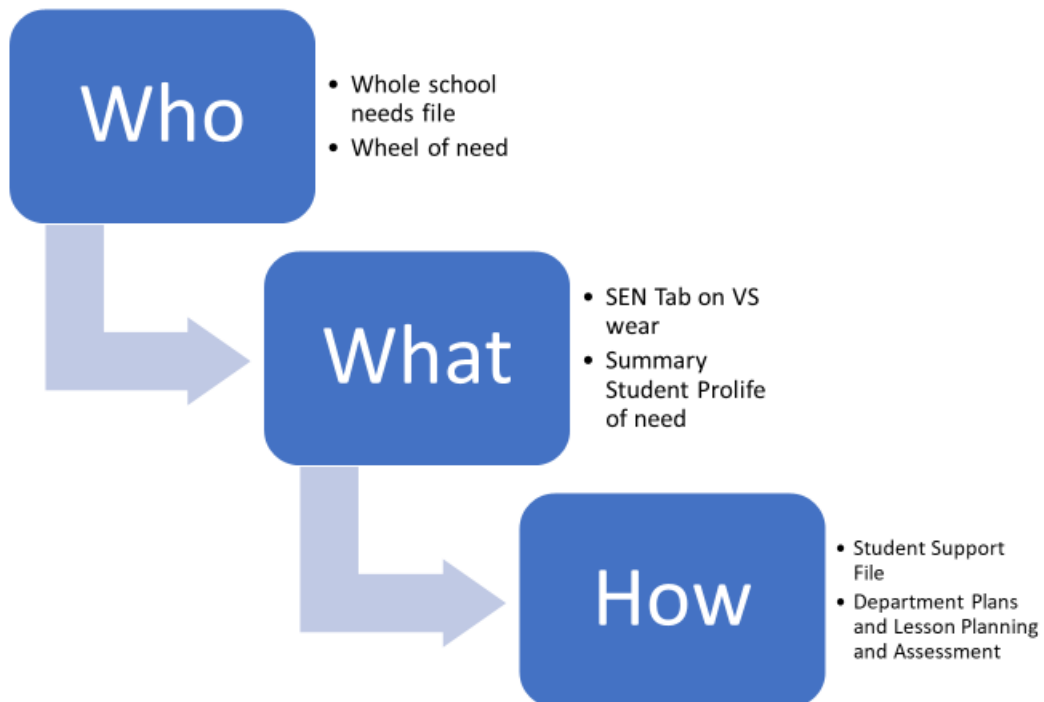 Who
• Whole school
needs file
• Wheel of need
What
• SEN Tab on VS
wear
• Summary
Student Prolife
of need
How
• Student Support
File
• Department Plans
and Lesson Planning
and Assessment